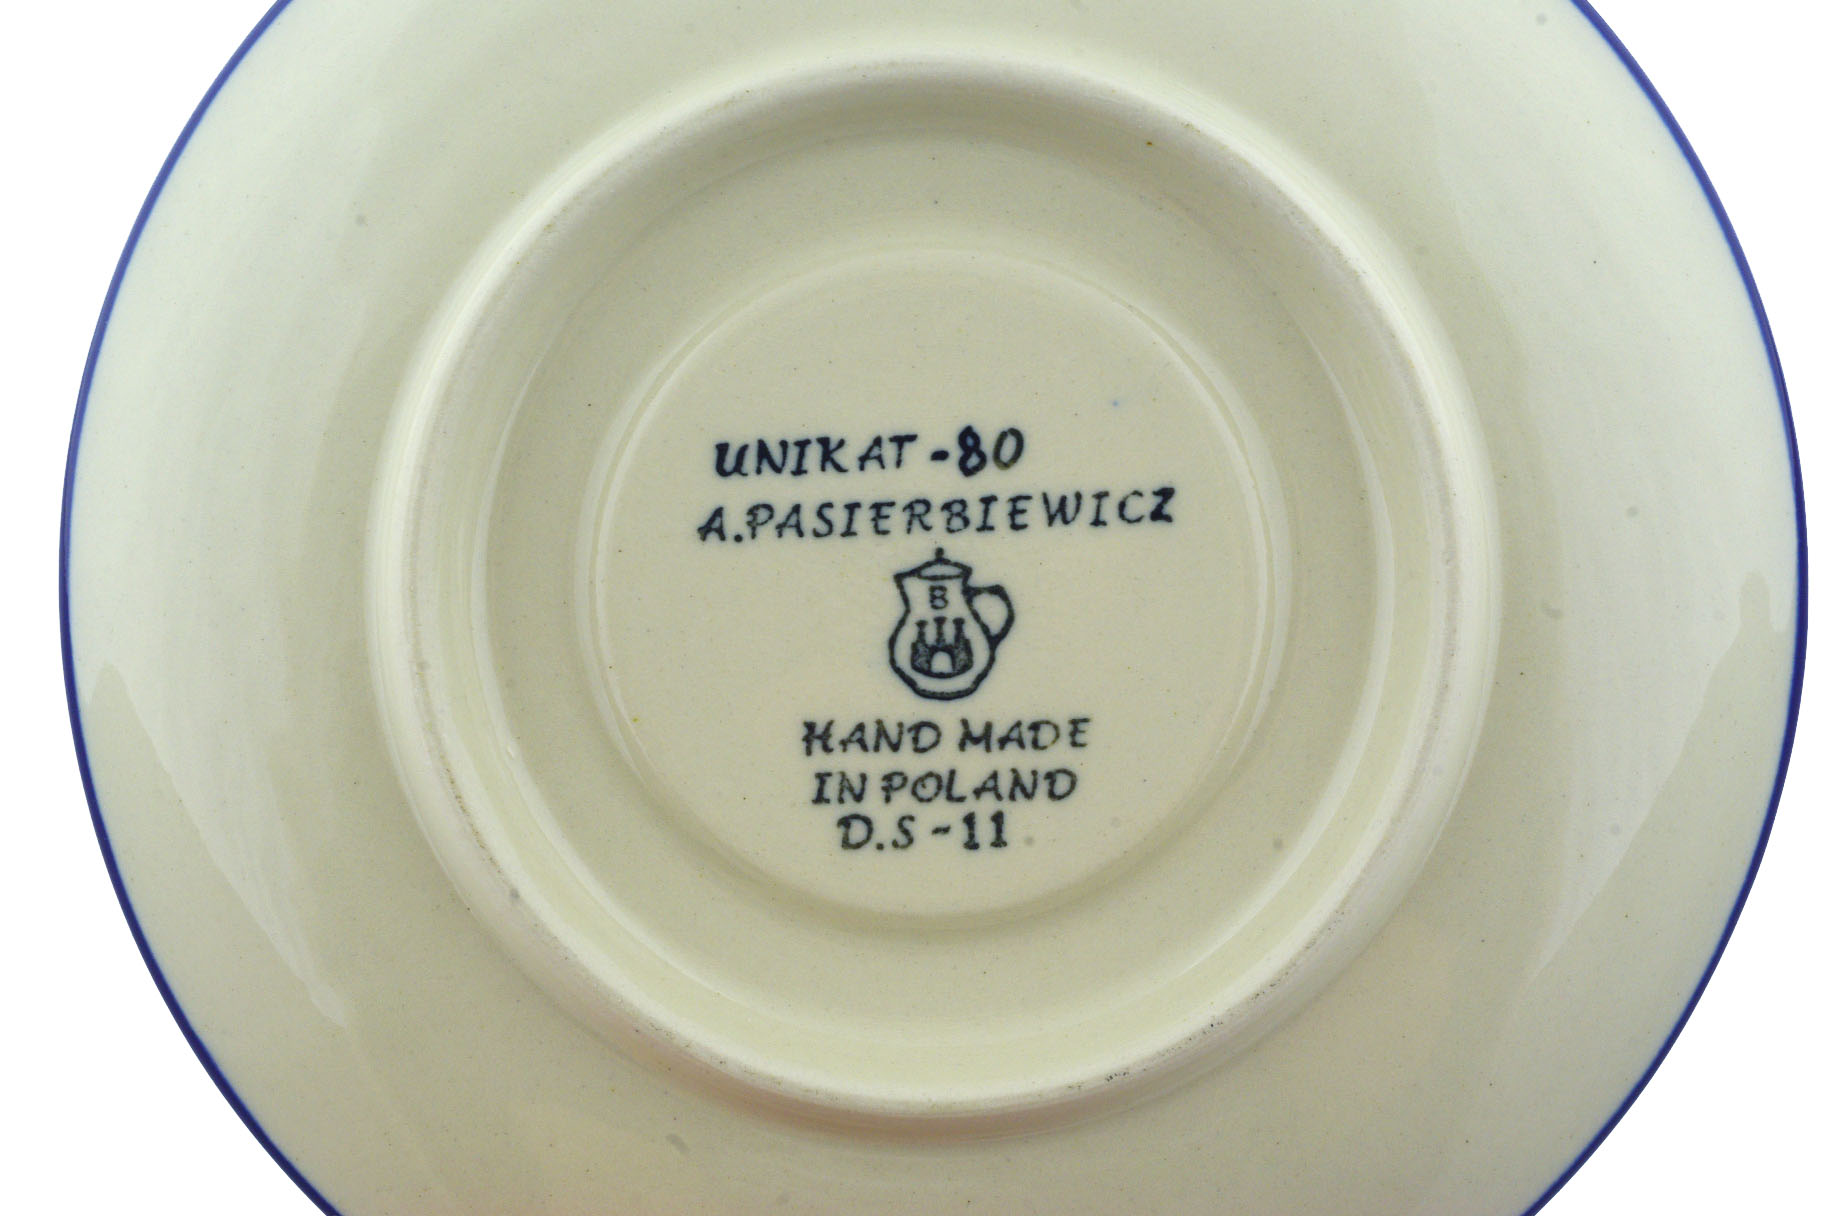 UNIKAT -80
A.PASIERBIEWICZ
B
HAND MADE
IN POLAND
D.S -11